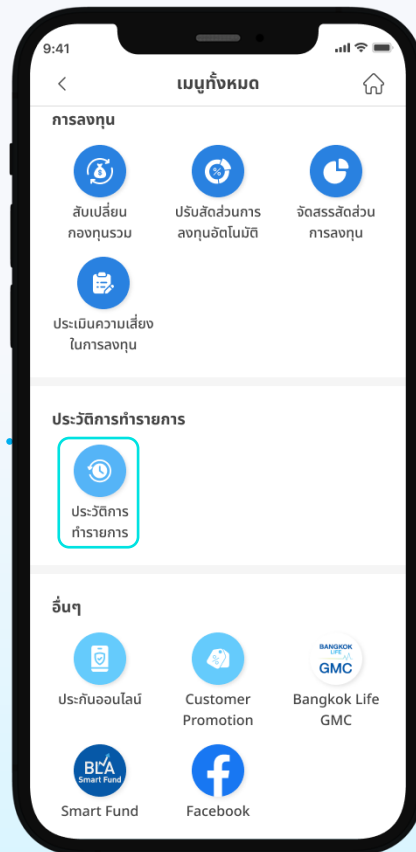 9:41
เมนูทั้งหมด
การลงทุน
สับเปลี่ยน
กองทุนรวม
ปรับสัดส่วนการ
ลงทุนอัตโนมัติ
จัดสรรสัดส่วน
การลงทุน
ประเมินความเสี่ยง
ในการลงทุน
ประวัติการทำรายการ
ประวัติการ
ทำรายการ
อื่นๆ
ประกันออนไลน์
Customer
Promotion
BANGKOK
LIFE
GMC
Bangkok Life
GMC
BLA
Smart Fund
Smart Fund
Facebook